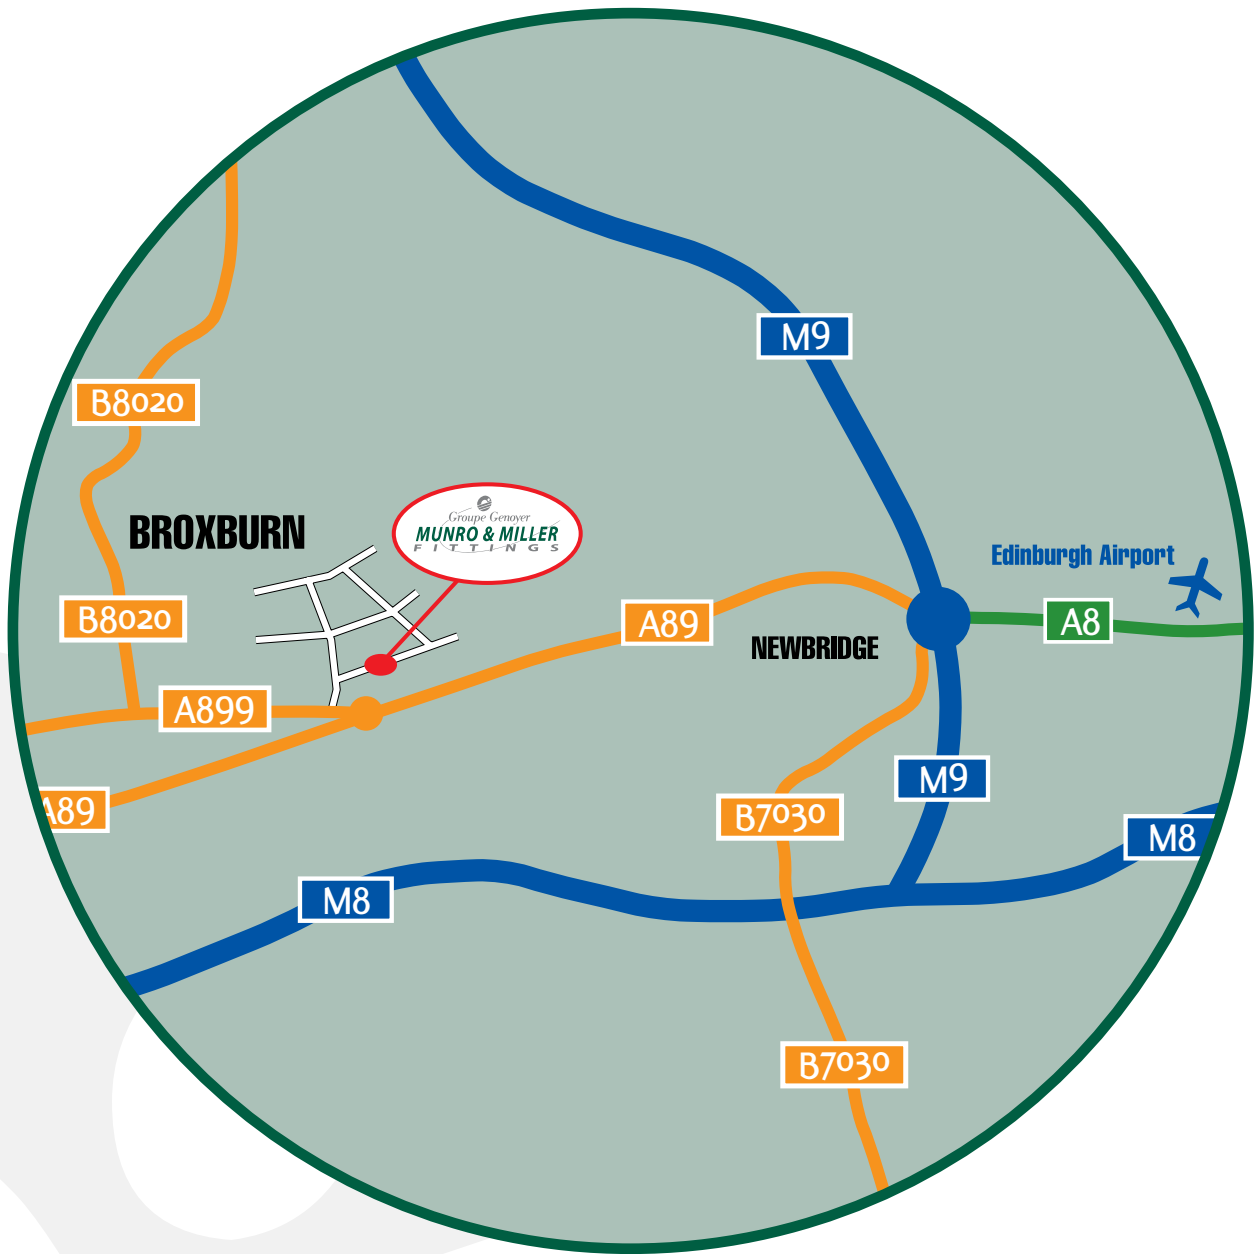 M9
B8020
BROXBURN
Groupe Genoyer
MUNRO & MILLER
FITTINGS
Edinburgh Airport
B8020
A89
A8
NEWBRIDGE
A899
M9
A89
B7030
M8
M8
B7030